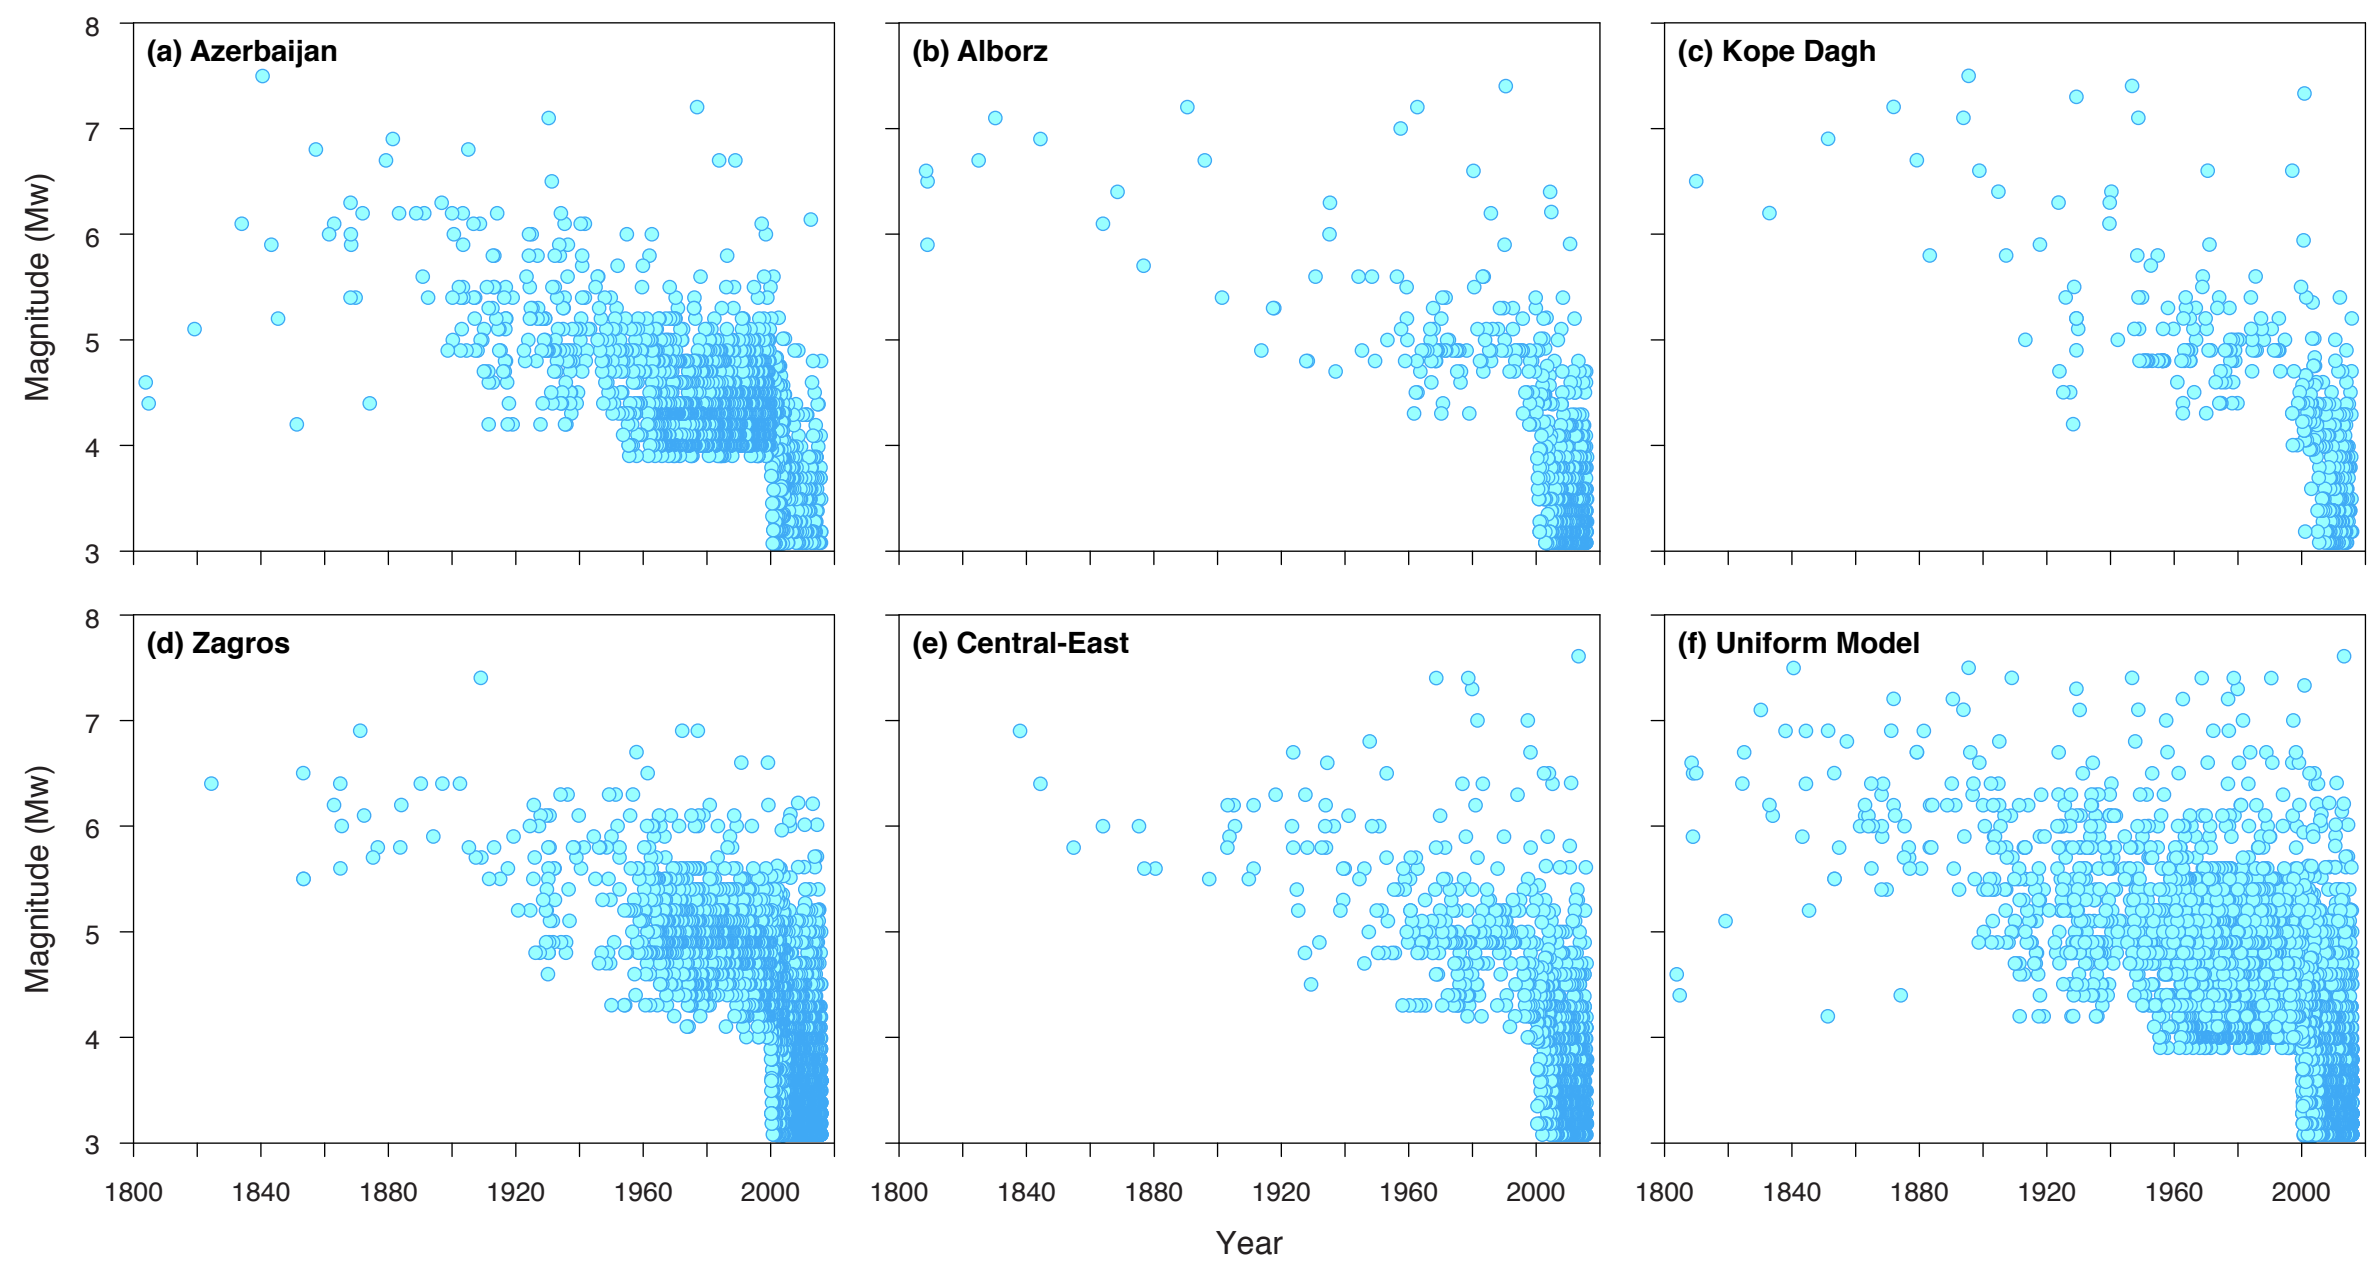 (a) Azerbaijan
(b) Alborz
(c) Kope Dagh
8
7
6
5
4
3
Magnitude (Mw)
(d) Zagros
(e) Central-East
(f) Uniform Model
8
7
6
5
4
3
Magnitude (Mw)
1800 1840 1880 1920 1960 2000
1800 1840 1880 1920 1960 2000
1800 1840 1880 1920 1960 2000
Year